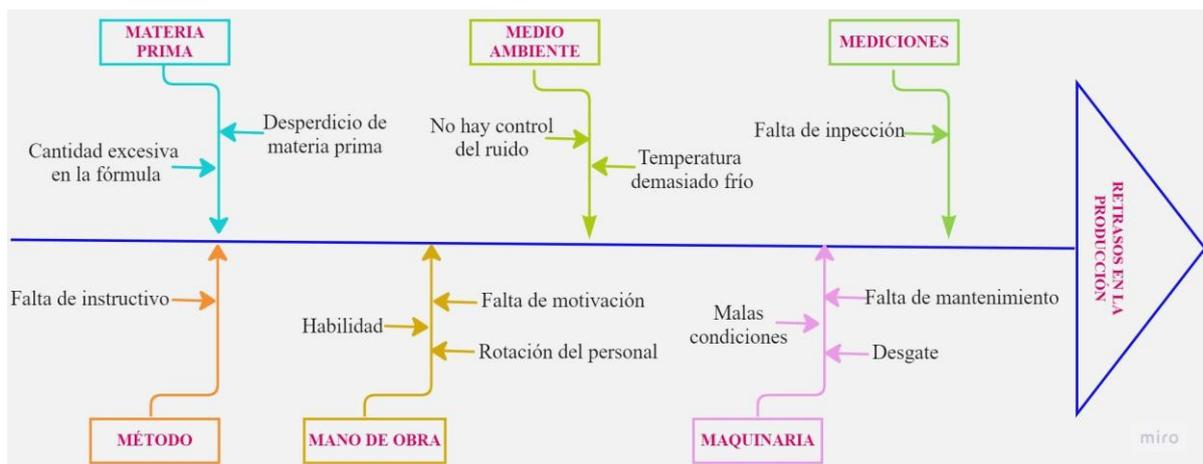 MATERIA
PRIMA
MEDIO
AMBIENTE
MEDICIONES
Desperdicio de
materia prima
Cantidad excesiva
en la fórmula
No hay control
del ruido
Temperatura
demasiado frío
Falta de inpección
RETRASOS EN LA
PRODUCCIÓN
Falta de instructivo
Falta de motivación
Habilidad
Rotación del personal
Falta de mantenimiento
Malas
condiciones
Desgate
MÉTODO
MANO DE OBRA
MAQUINARIA
miro